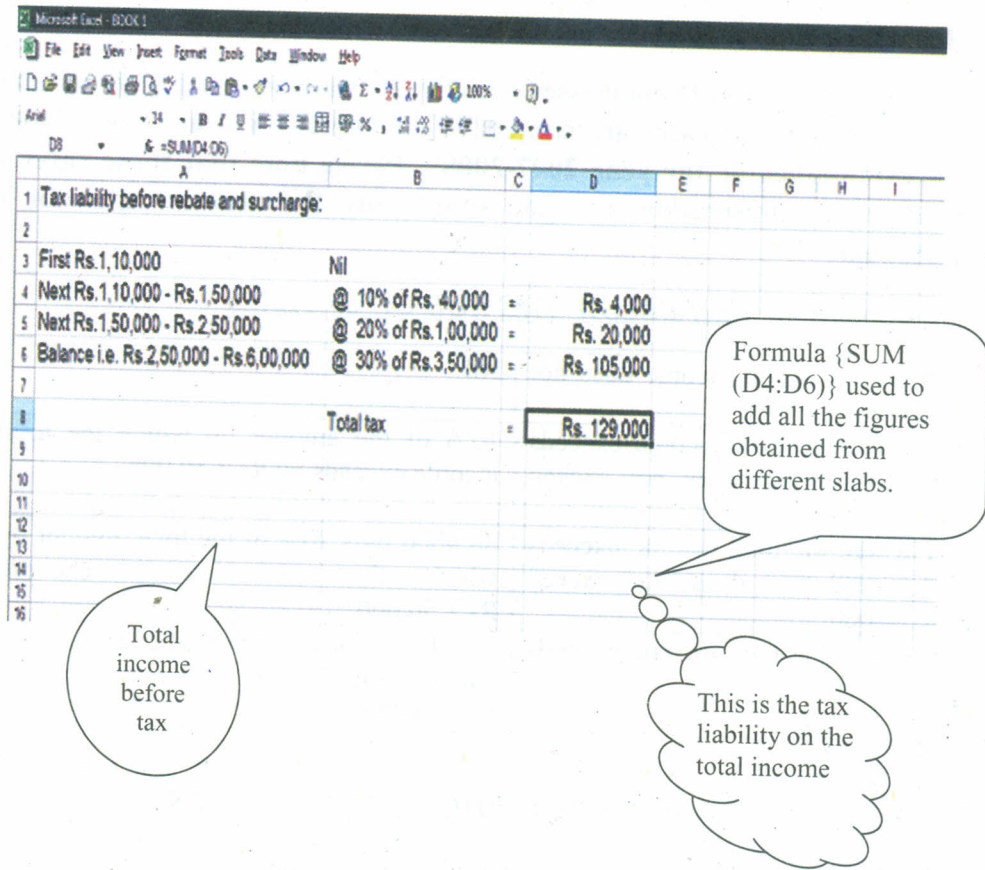 Microsoft Excel - BOOK 1
File Edit View Insert Format Tools Data Window Help
100%
Arial 14 B I U
D8 =SUM(D4:D6)
A B C D E F G H I
1 Tax liability before rebate and surcharge:
2
3 First Rs.1,10,000 Nil
4 Next Rs.1,10,000 - Rs.1,50,000 @ 10% of Rs. 40,000 = Rs. 4,000
5 Next Rs.1,50,000 - Rs.2,50,000 @ 20% of Rs.1,00,000 = Rs. 20,000
6 Balance i.e. Rs.2,50,000 - Rs.6,00,000 @ 30% of Rs.3,50,000 = Rs. 105,000
7
8 Total tax = Rs. 129,000
9
10
11
12
13
14
15
16
Formula {SUM
(D4:D6)} used to
add all the figures
obtained from
different slabs.
Total
income
before
tax
This is the tax
liability on the
total income